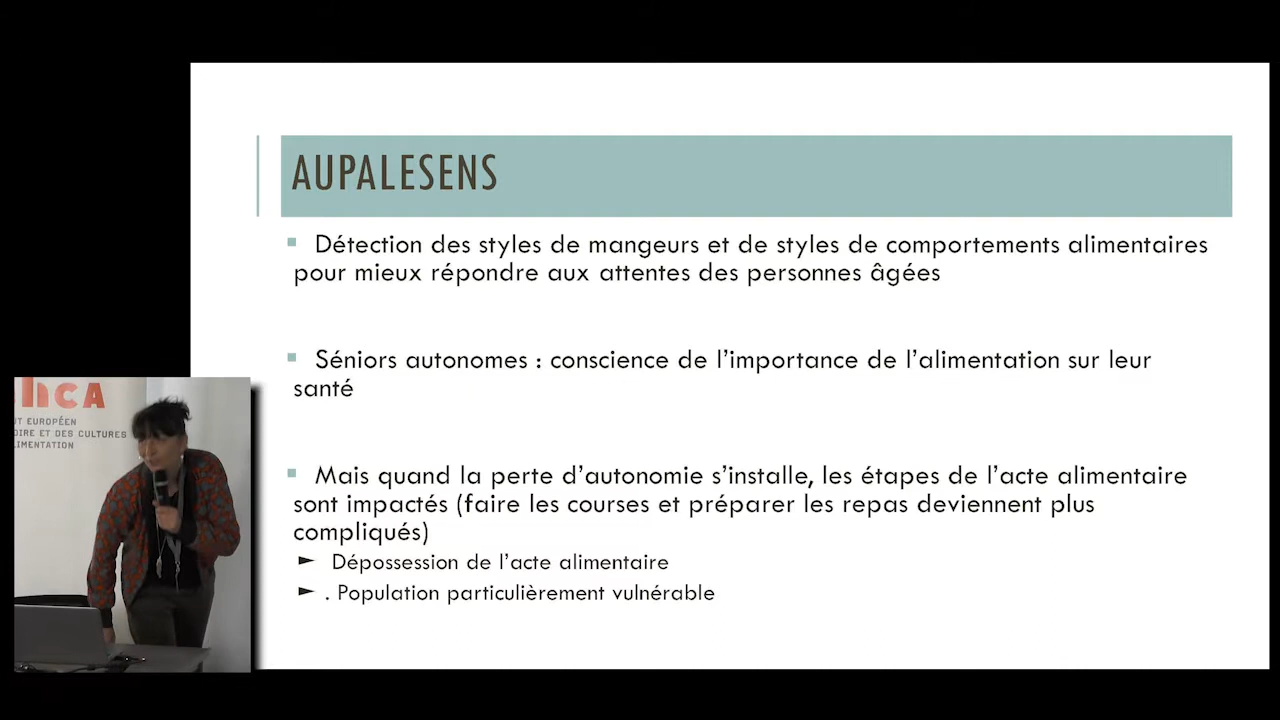 AUPALESENS
Détection des styles de mangeurs et de styles de comportements alimentaires
pour mieux répondre aux attentes des personnes âgées
Séniors autonomes : conscience de l'importance de l'alimentation sur leur
santé
Mais quand la perte d'autonomie s'installe, les étapes de l'acte alimentaire
sont impactés (faire les courses et préparer les repas deviennent plus
compliqués)
► Dépossession de l'acte alimentaire
► . Population particulièrement vulnérable
EUROPÉEN
ET DES CULTURES